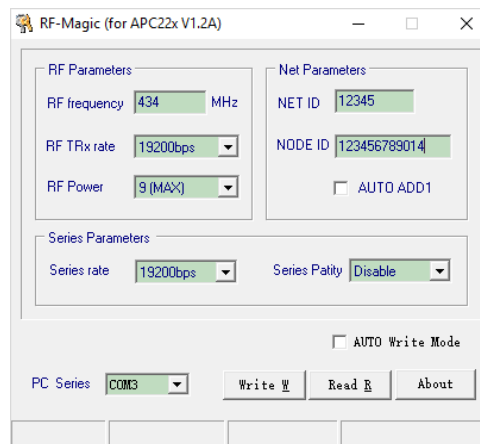 RF-Magic (for APC22x V1.2A)
RF Parameters
RF frequency 434 MHz
RF TRx rate 19200bps
RF Power 9 (MAX)
Net Parameters
NET ID 12345
NODE ID 123456789014
AUTO ADD1
Series Parameters
Series rate 19200bps Series Patity Disable
AUTO Write Mode
PC Series COM3 Write W Read R About